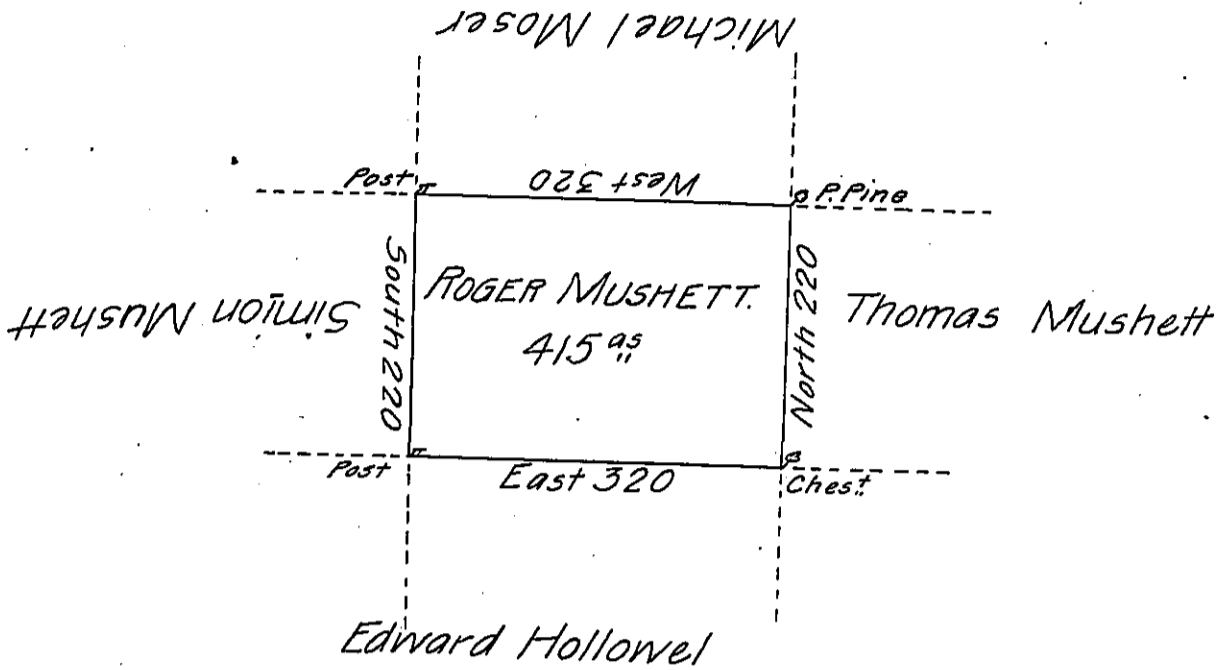 Michael Moser
Post
West 320
P. Pine
Simion Mushett
South 220
ROGER MUSHETT.
415 as
North 220
Thomas Mushett
Post
East 320
Chest.
Edward Hollowel